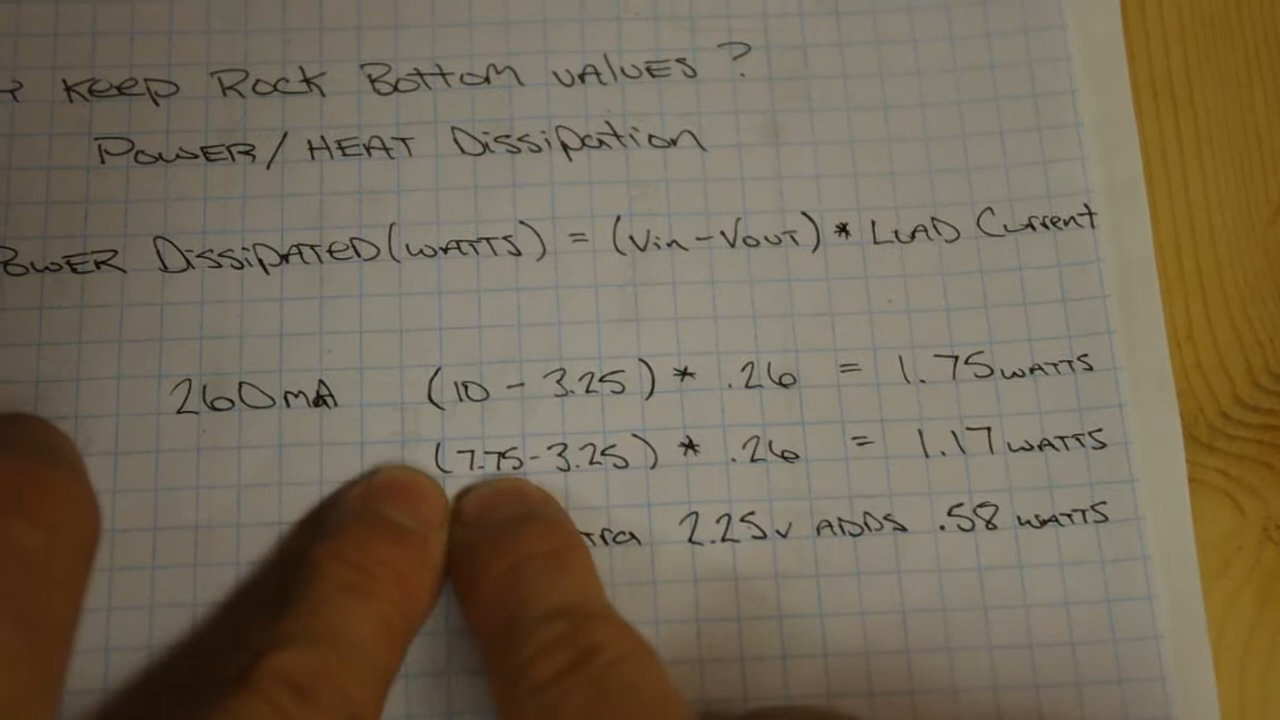 Keep Rock Bottom values ?
Power / Heat Dissipation
Power Dissipated (watts) = (Vin - Vout) * Load Current
260mA (10 - 3.25) * .26 = 1.75 watts
(7.75 - 3.25) * .26 = 1.17 watts
2.25v adds .58 watts